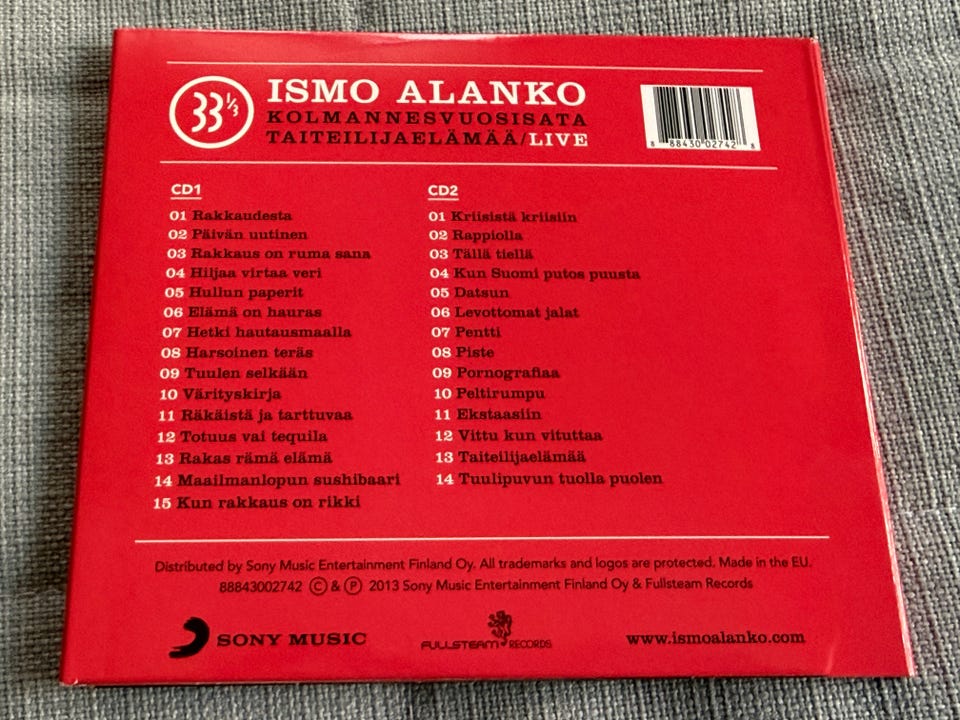 33 1/3
ISMO ALANKO
KOLMANNESVUOSISATA
TAITEILIJAELÄMÄÄ/LIVE
8 88430 02742 8
CD1
01 Rakkaudesta
02 Päivän uutinen
03 Rakkaus on ruma sana
04 Hiljaa virtaa veri
05 Hullun paperit
06 Elämä on hauras
07 Hetki hautausmaalla
08 Harsoinen teräs
09 Tuulen selkään
10 Värityskirja
11 Räkäistä ja tarttuvaa
12 Totuus vai tequila
13 Rakas rämä elämä
14 Maailmanlopun sushibaari
15 Kun rakkaus on rikki
CD2
01 Kriisistä kriisiin
02 Rappiolla
03 Tällä tiellä
04 Kun Suomi putos puusta
05 Datsun
06 Levottomat jalat
07 Pentti
08 Piste
09 Pornografiaa
10 Peltirumpu
11 Ekstaasiin
12 Vittu kun vituttaa
13 Taiteilijaelämää
14 Tuulipuvun tuolla puolen
Distributed by Sony Music Entertainment Finland Oy. All trademarks and logos are protected. Made in the EU.
88843002742 Ⓒ & Ⓟ 2013 Sony Music Entertainment Finland Oy & Fullsteam Records
SONY MUSIC
FULLSTEAM RECORDS
www.ismoalanko.com